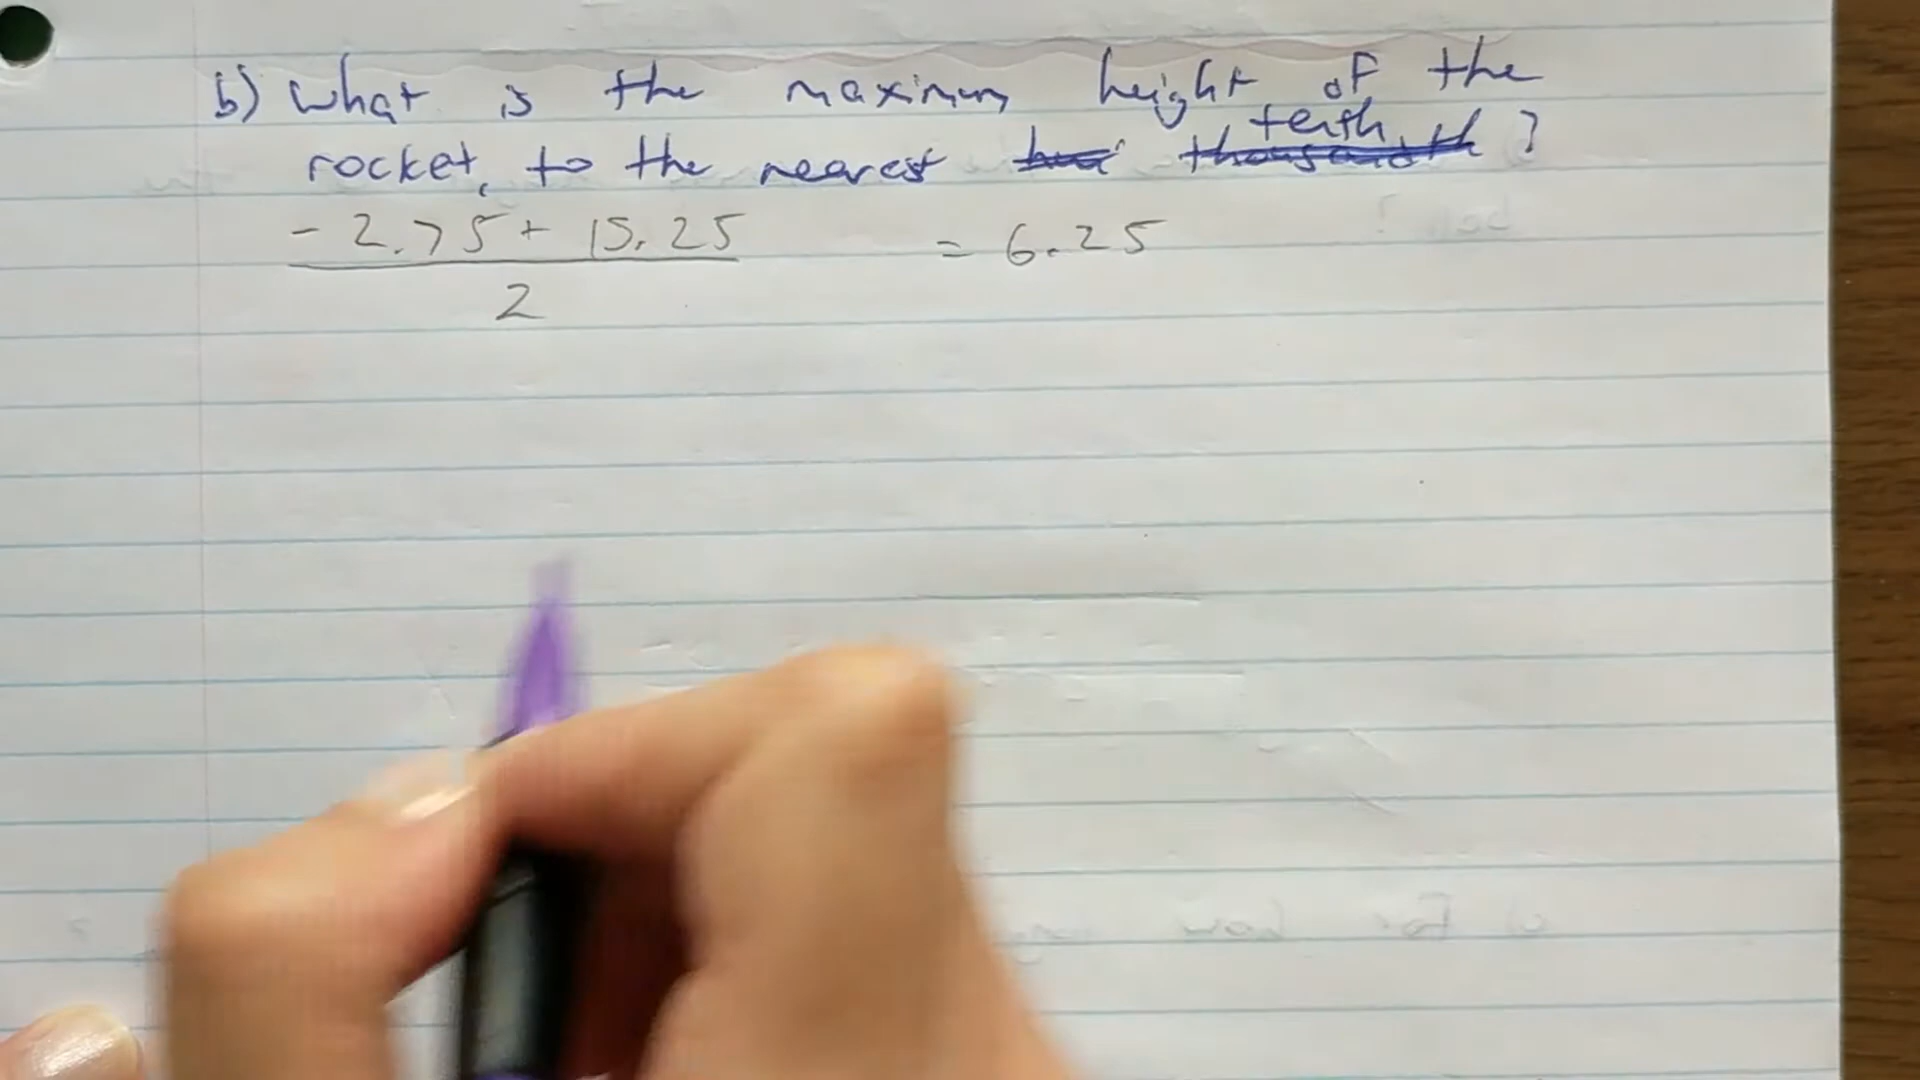 b) What is the maximum height of the
rocket, to the nearest tenth ?
- 2.75 + 15.25
= 6.25
2